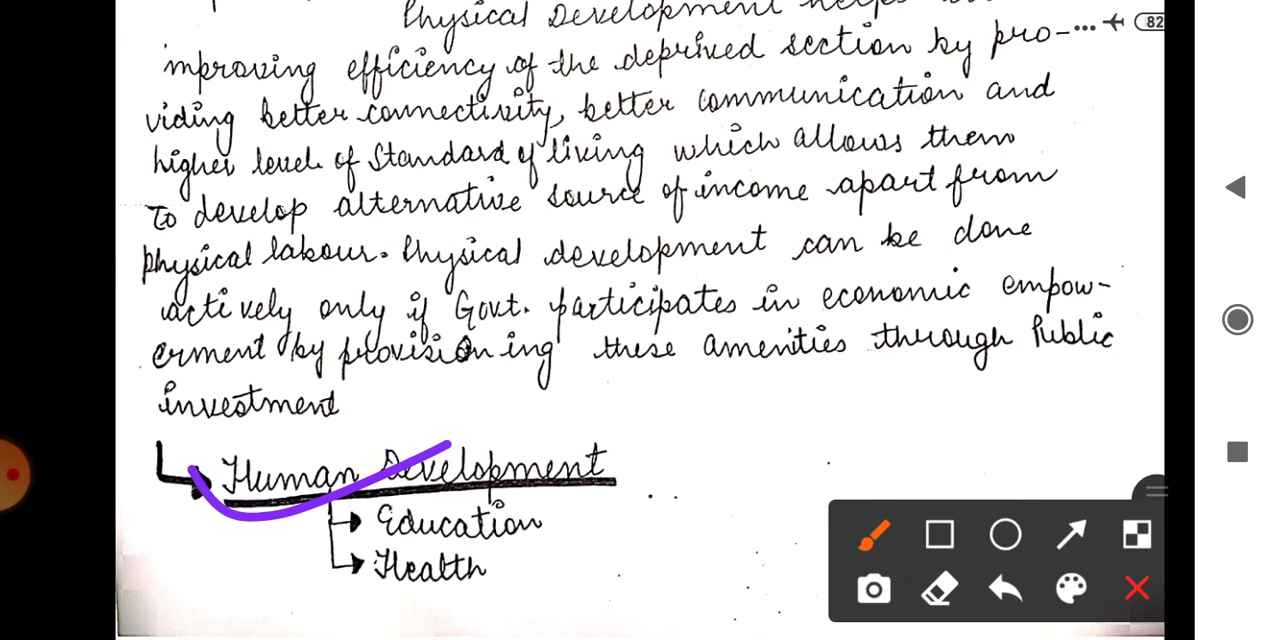 Physical Development helps
improving efficiency of the deprived section by pro-
viding better connectivity, better communication and
higher level of Standard of living which allows them
to develop alternative source of income apart from
physical labour. Physical development can be done
actively only if Govt. participates in economic empow-
erment by provisioning these amenities through Public
investment
Human Development
Education
Health
82